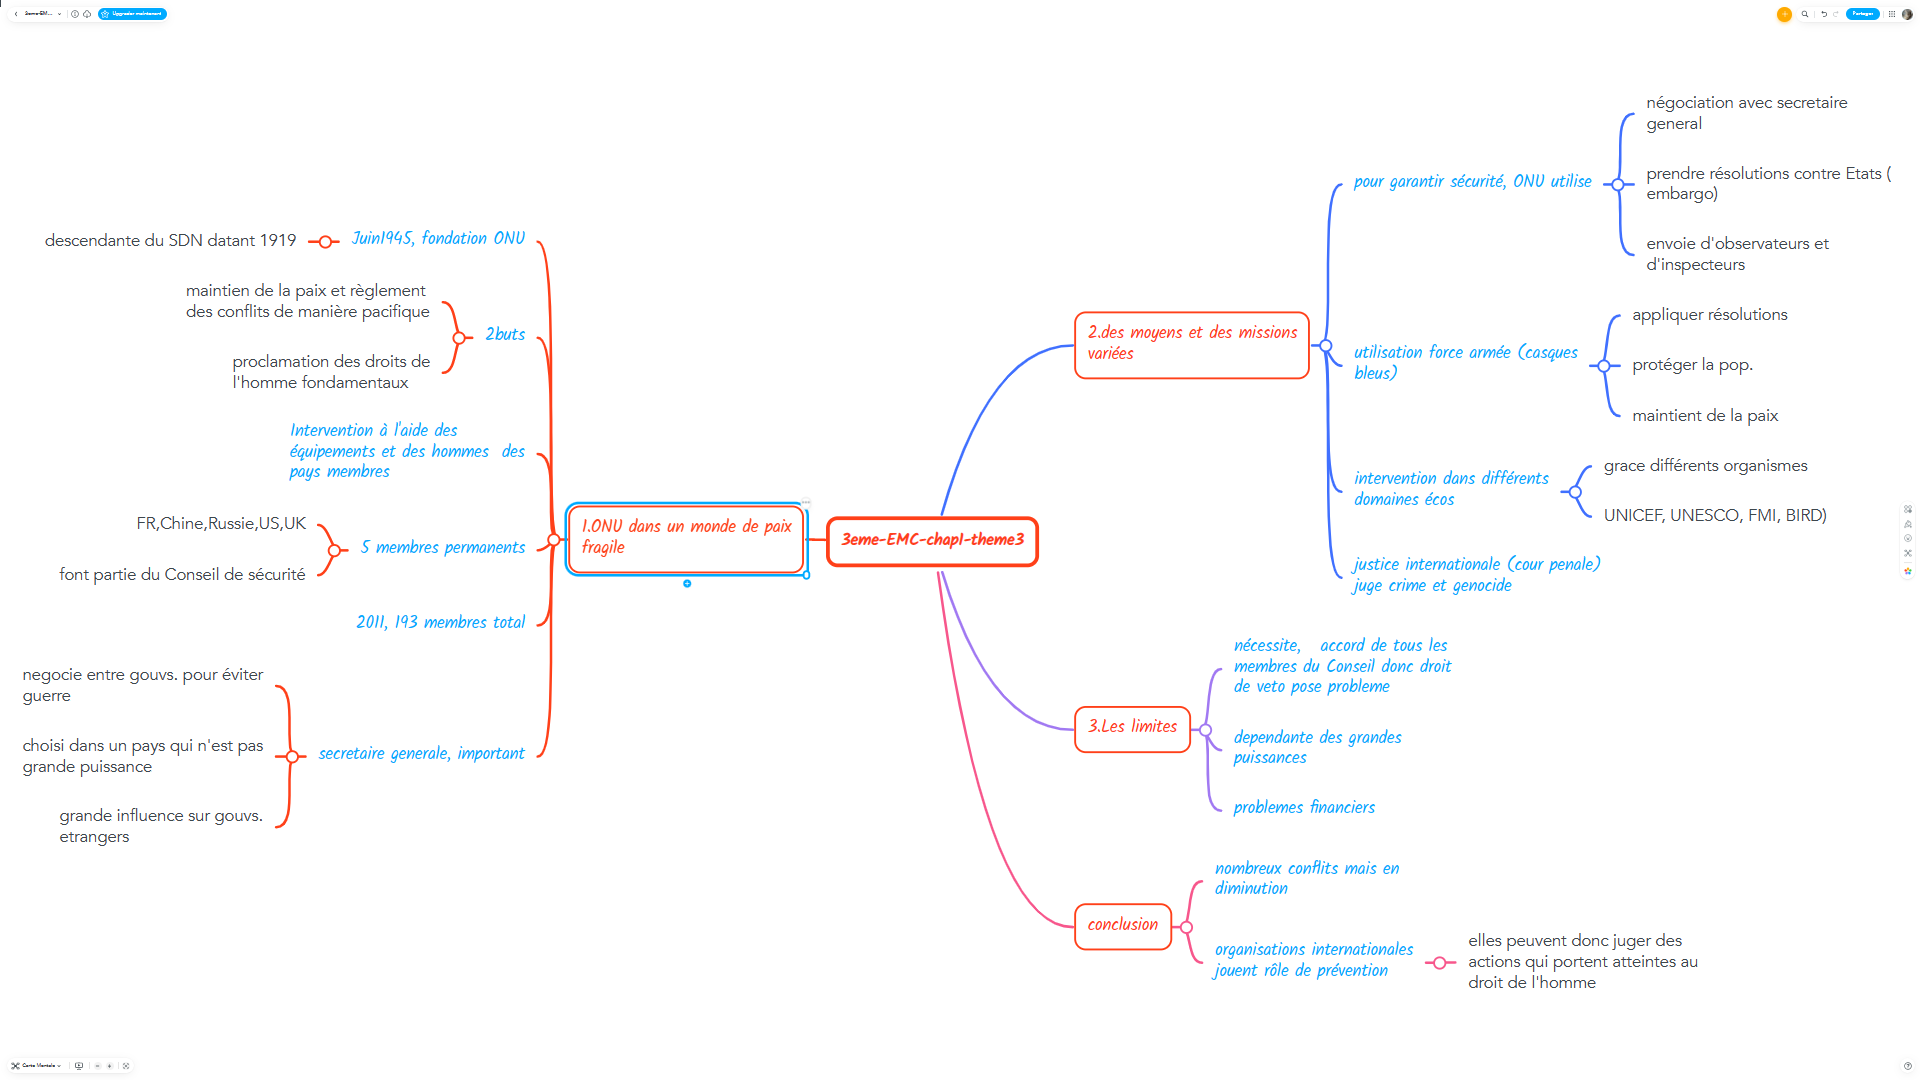 3eme-EM...
Upgrader maintenant
Partager
descendante du SDN datant 1919
Juin1945, fondation ONU
maintien de la paix et règlement
des conflits de manière pacifique
2buts
proclamation des droits de
l'homme fondamentaux
Intervention à l'aide des
équipements et des hommes des
pays membres
FR,Chine,Russie,US,UK
5 membres permanents
font partie du Conseil de sécurité
2011, 193 membres total
negocie entre gouvs. pour éviter
guerre
choisi dans un pays qui n'est pas
grande puissance
secretaire generale, important
grande influence sur gouvs.
etrangers
1.ONU dans un monde de paix
fragile
3eme-EMC-chap1-theme3
2.des moyens et des missions
variées
pour garantir sécurité, ONU utilise
négociation avec secretaire
general
prendre résolutions contre Etats (
embargo)
envoie d'observateurs et
d'inspecteurs
utilisation force armée (casques
bleus)
appliquer résolutions
protéger la pop.
maintient de la paix
intervention dans différents
domaines écos
grace différents organismes
UNICEF, UNESCO, FMI, BIRD)
justice internationale (cour penale)
juge crime et genocide
3.Les limites
nécessite, accord de tous les
membres du Conseil donc droit
de veto pose probleme
dependante des grandes
puissances
problemes financiers
conclusion
nombreux conflits mais en
diminution
organisations internationales
jouent rôle de prévention
elles peuvent donc juger des
actions qui portent atteintes au
droit de l'homme
Carte Mentale